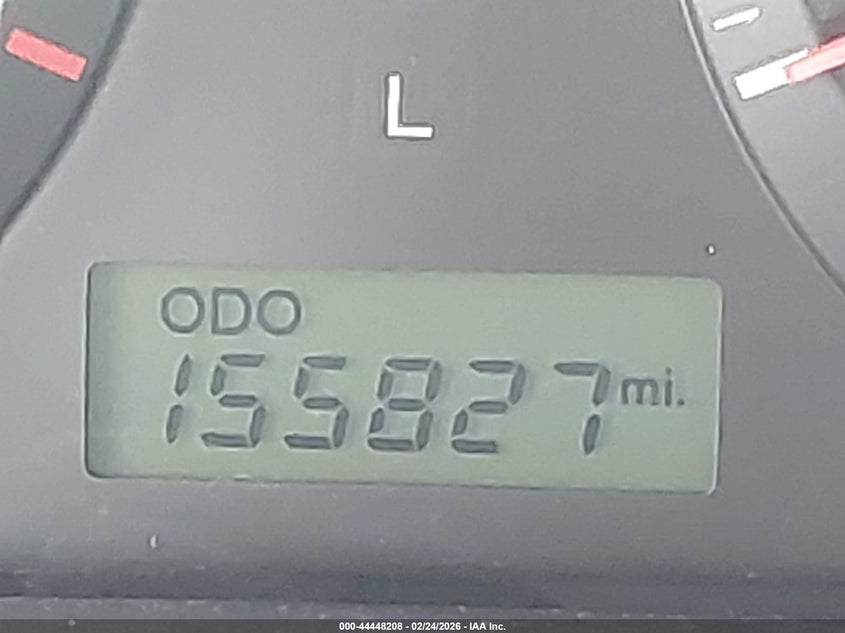 L
ODO
155827 mi.
000-44448208 - 02/24/2026 - IAA Inc.